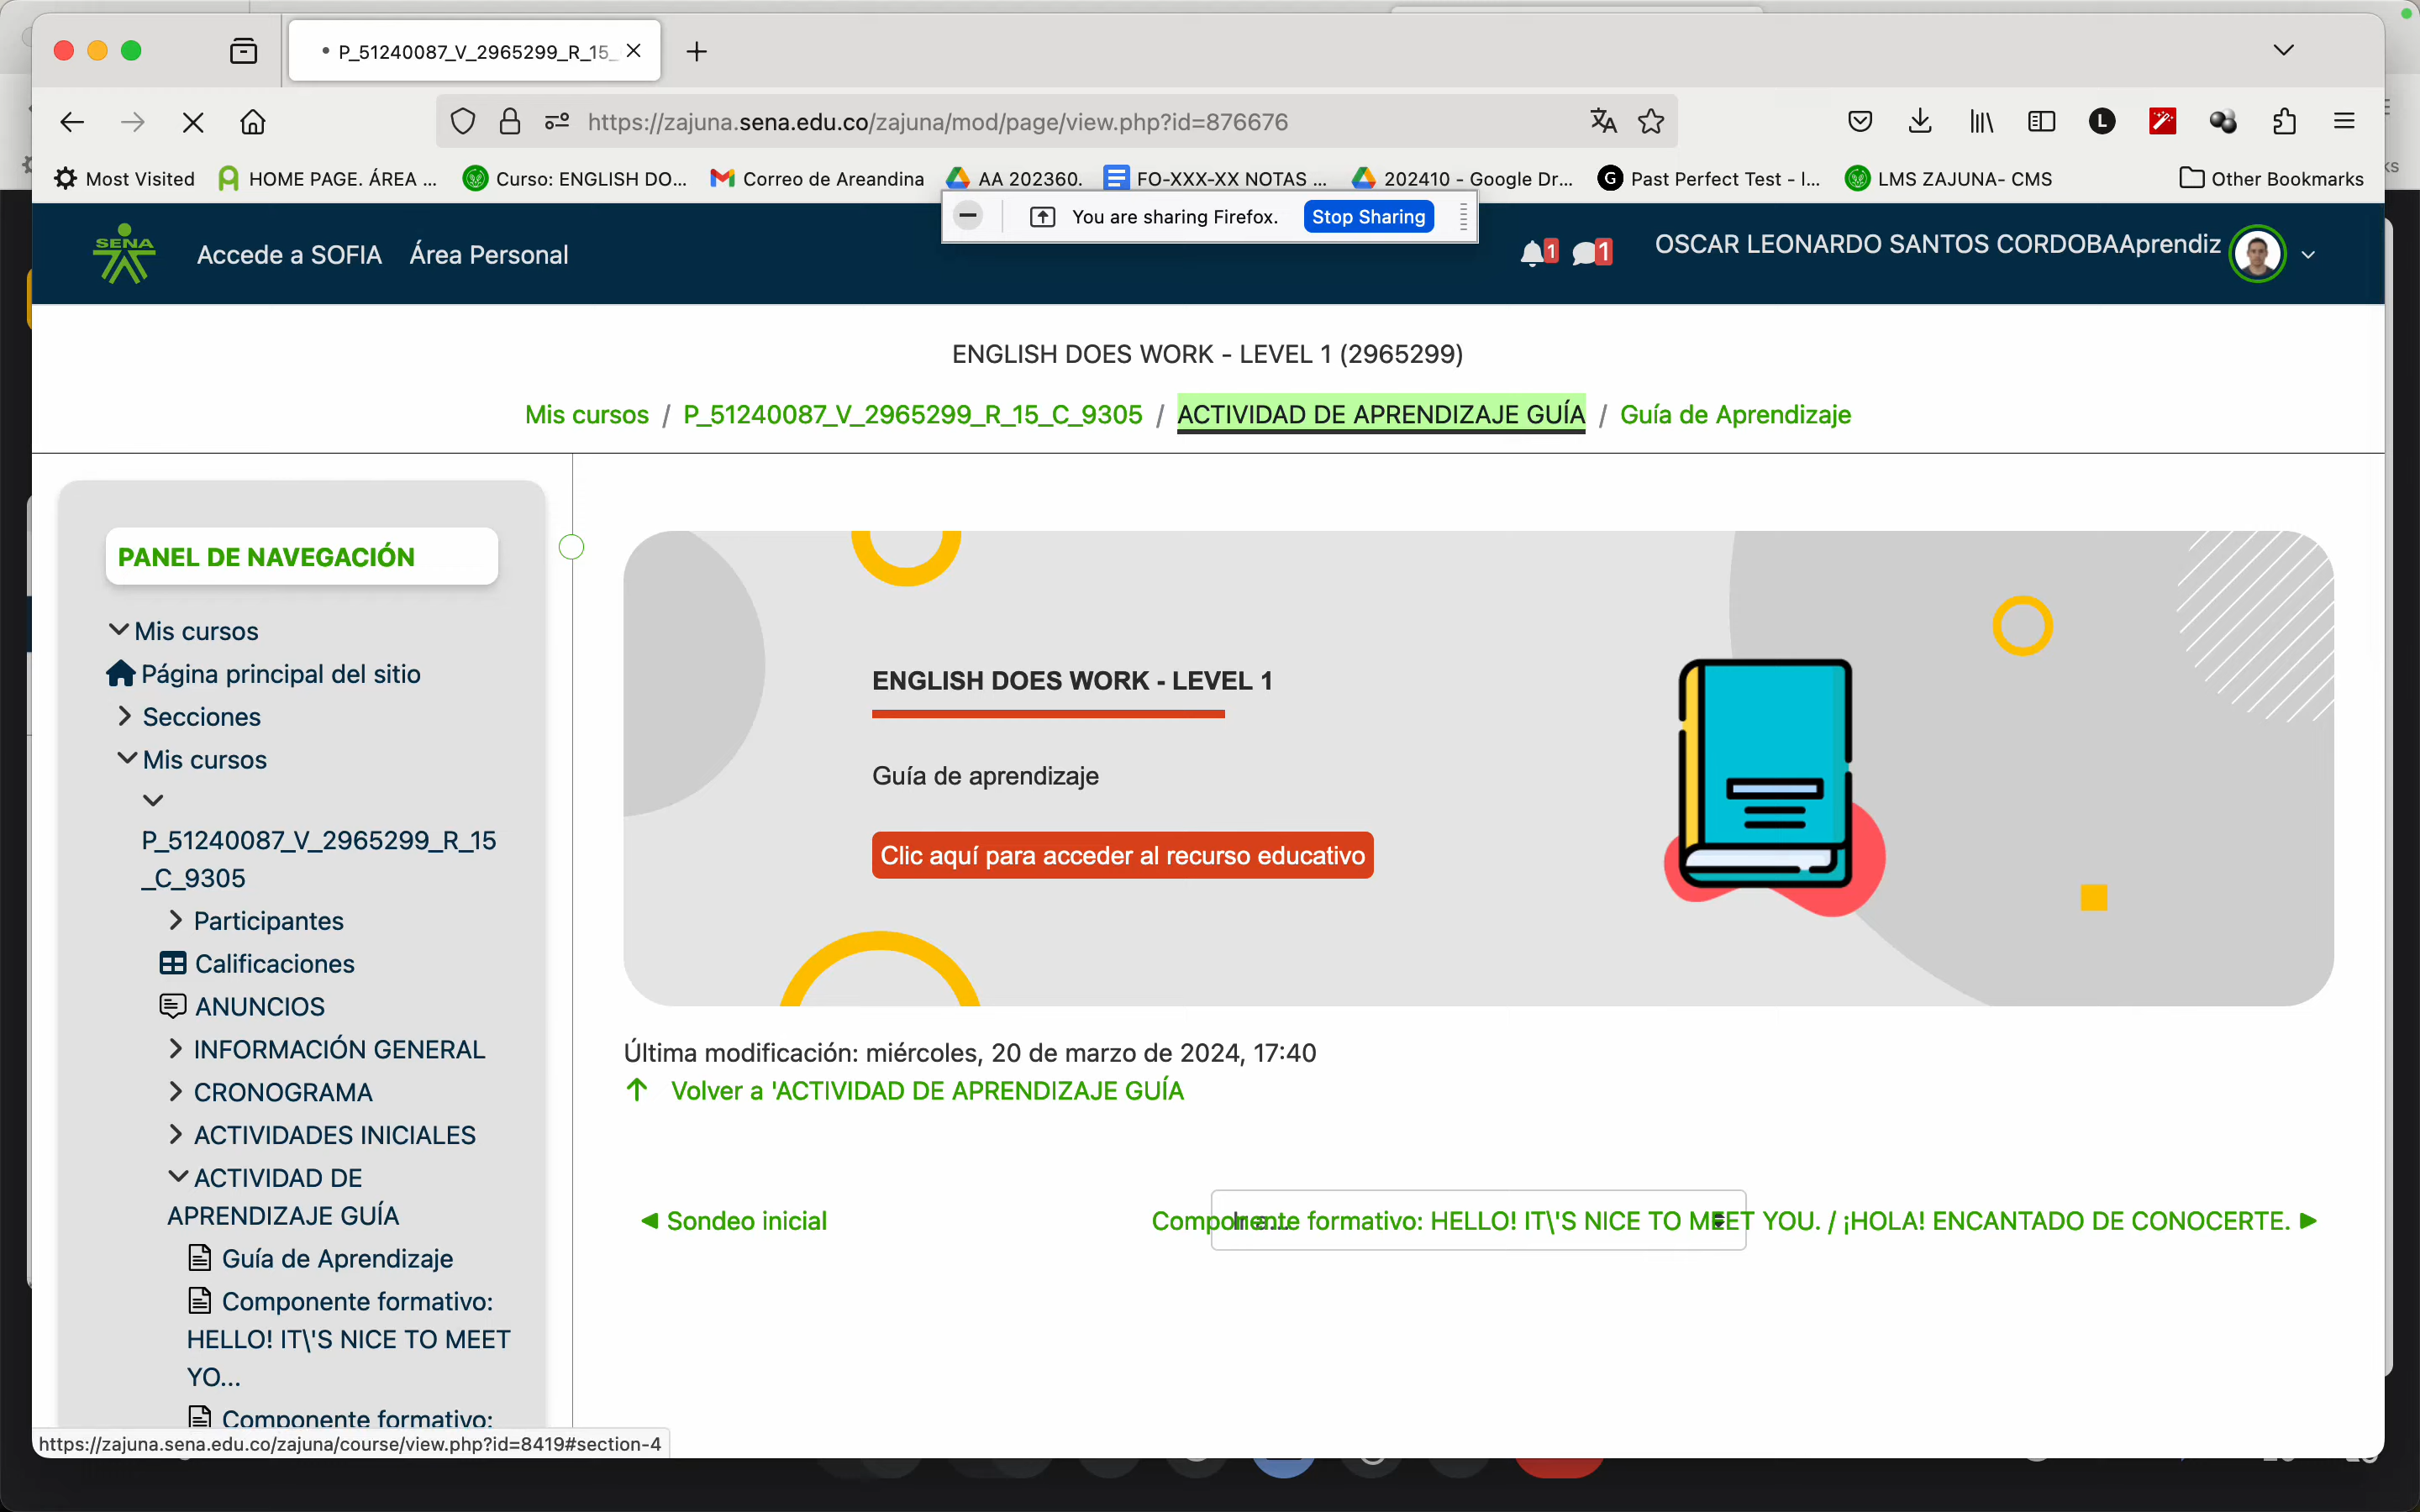 P_51240087_V_2965299_R_15_
https://zajuna.sena.edu.co/zajuna/mod/page/view.php?id=876676
Most Visited
HOME PAGE. ÁREA ...
Curso: ENGLISH DO...
Correo de Areandina
AA 202360.
FO-XXX-XX NOTAS ...
202410 - Google Dr...
Past Perfect Test - I...
LMS ZAJUNA- CMS
Other Bookmarks
You are sharing Firefox.
Stop Sharing
SENA
Accede a SOFIA
Área Personal
1
1
OSCAR LEONARDO SANTOS CORDOBAAprendiz
ENGLISH DOES WORK - LEVEL 1 (2965299)
Mis cursos / P_51240087_V_2965299_R_15_C_9305 / ACTIVIDAD DE APRENDIZAJE GUÍA / Guía de Aprendizaje
PANEL DE NAVEGACIÓN
Mis cursos
Página principal del sitio
Secciones
Mis cursos
P_51240087_V_2965299_R_15
_C_9305
Participantes
Calificaciones
ANUNCIOS
INFORMACIÓN GENERAL
CRONOGRAMA
ACTIVIDADES INICIALES
ACTIVIDAD DE
APRENDIZAJE GUÍA
Guía de Aprendizaje
Componente formativo:
HELLO! IT\'S NICE TO MEET
YO...
Componente formativo:
ENGLISH DOES WORK - LEVEL 1
Guía de aprendizaje
Clic aquí para acceder al recurso educativo
Última modificación: miércoles, 20 de marzo de 2024, 17:40
Volver a 'ACTIVIDAD DE APRENDIZAJE GUÍA
◄ Sondeo inicial
Ir a...
Componente formativo: HELLO! IT\'S NICE TO MEET YOU. / ¡HOLA! ENCANTADO DE CONOCERTE. ►
https://zajuna.sena.edu.co/zajuna/course/view.php?id=8419#section-4